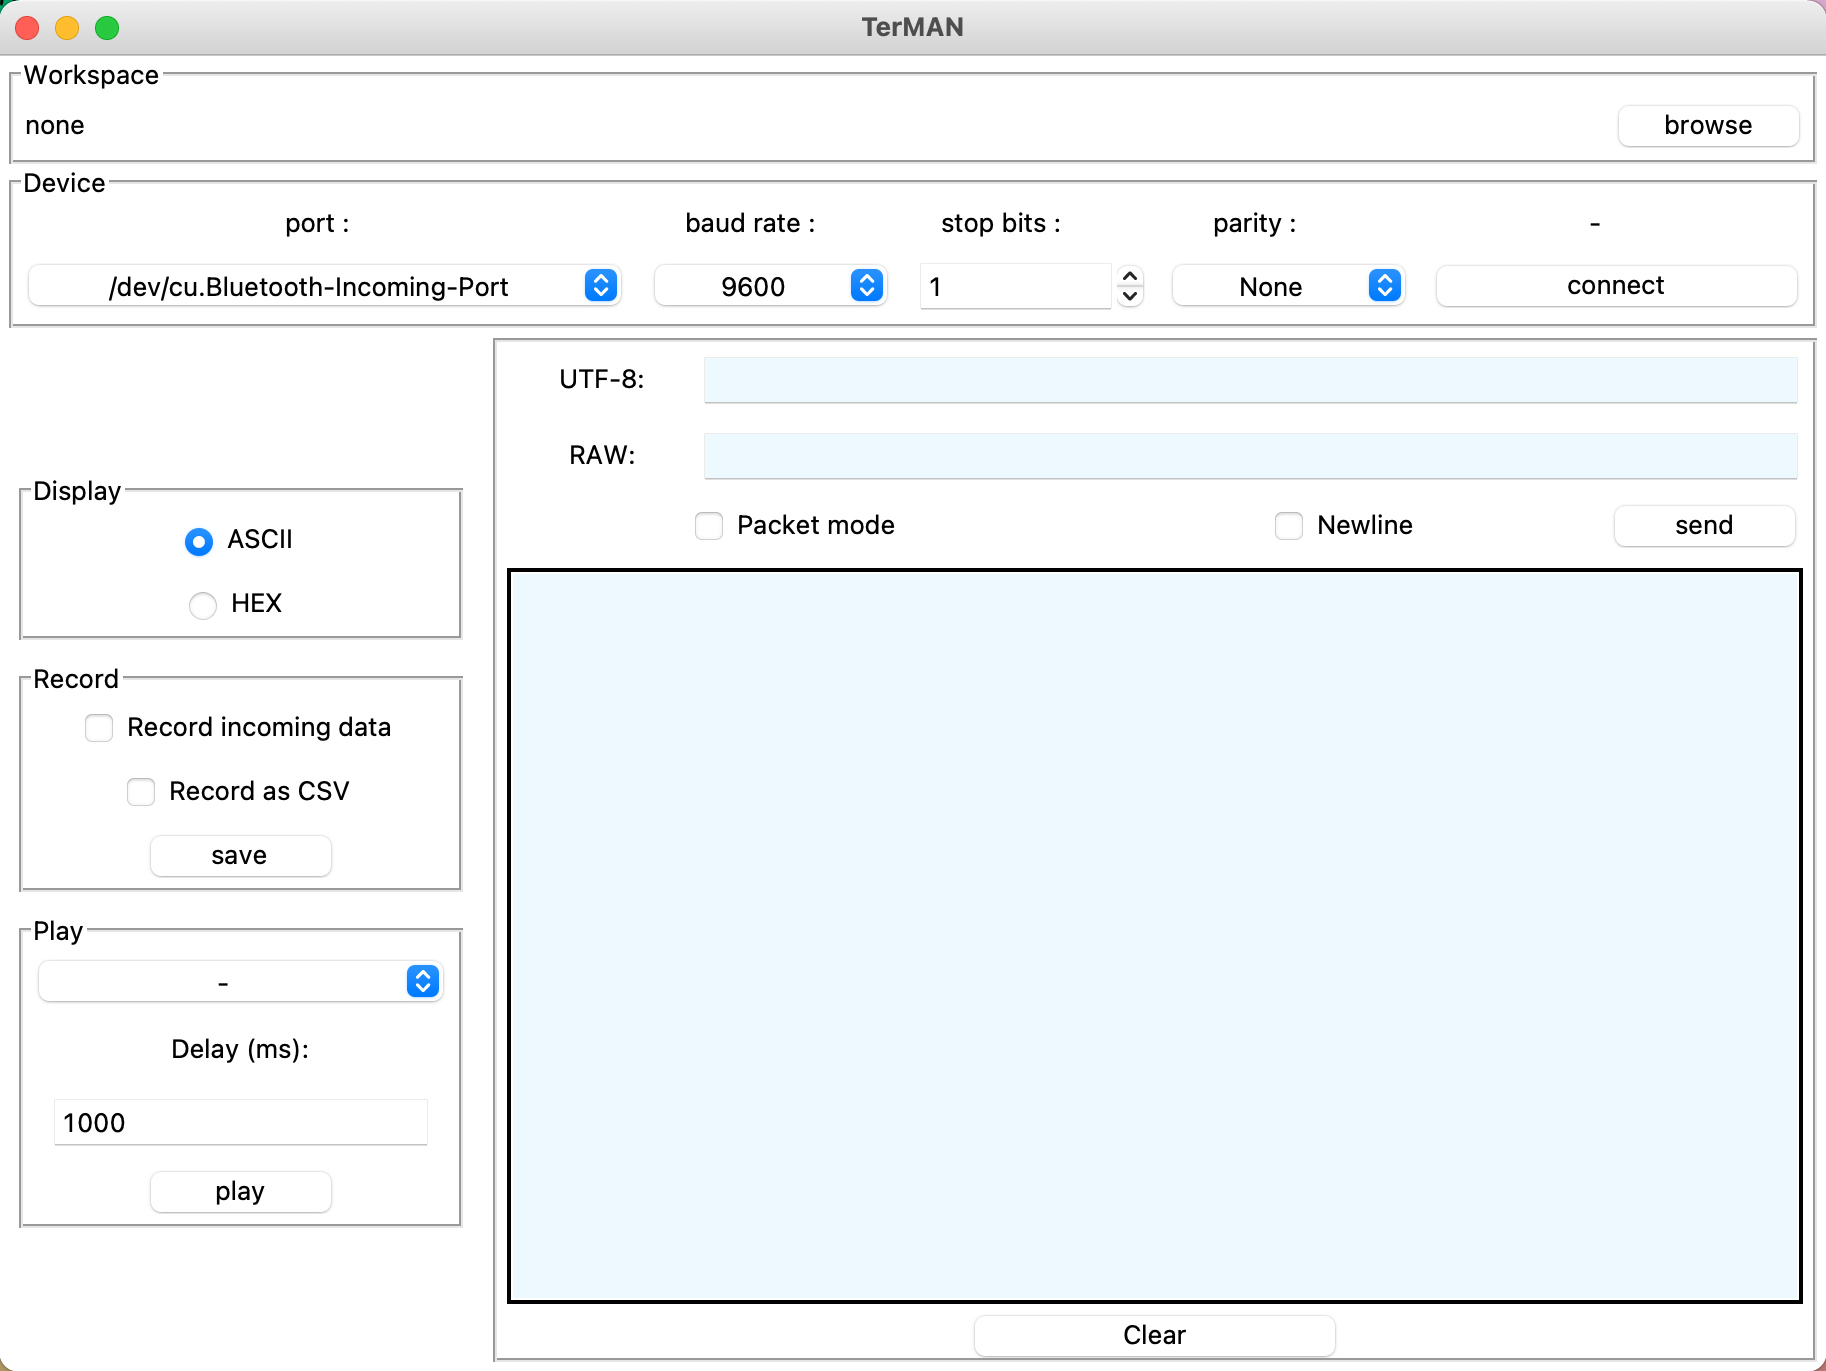 TerMAN
Workspace
none
browse
Device
port :
baud rate :
stop bits :
parity :
-
/dev/cu.Bluetooth-Incoming-Port
9600
1
None
connect
UTF-8:
RAW:
Packet mode
Newline
send
Display
ASCII
HEX
Record
Record incoming data
Record as CSV
save
Play
-
Delay (ms):
1000
play
Clear